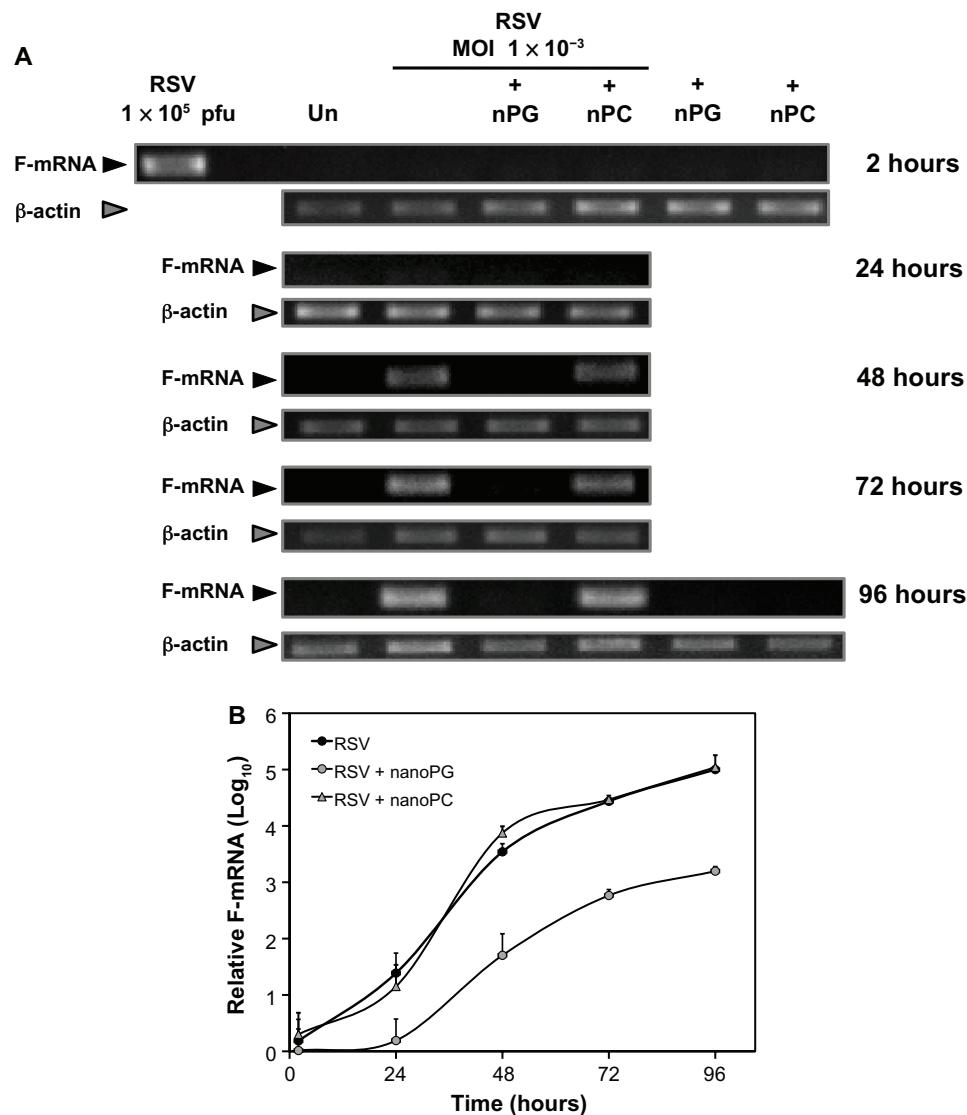 A
RSV
MOI 1 × 10⁻³
RSV + + + +
1 × 10⁵ pfu Un nPG nPC nPG nPC
F-mRNA 2 hours
β-actin
F-mRNA 24 hours
β-actin
F-mRNA 48 hours
β-actin
F-mRNA 72 hours
β-actin
F-mRNA 96 hours
β-actin
B
6
5
4
3
2
1
0
Relative F-mRNA (Log₁₀)
RSV
RSV + nanoPG
RSV + nanoPC
0 24 48 72 96
Time (hours)